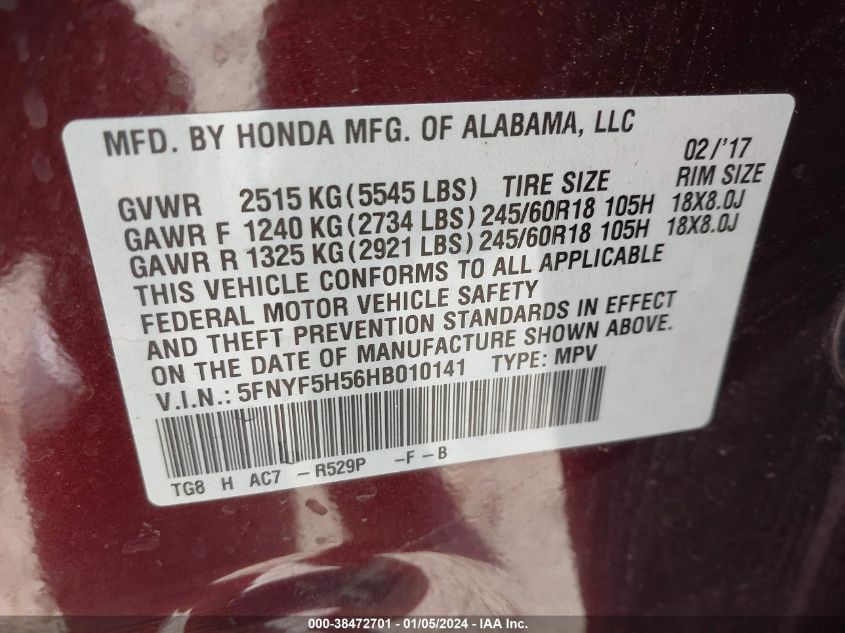 MFD. BY HONDA MFG. OF ALABAMA, LLC
02/'17
GVWR 2515 KG (5545 LBS) TIRE SIZE RIM SIZE
GAWR F 1240 KG (2734 LBS) 245/60R18 105H 18X8.0J
GAWR R 1325 KG (2921 LBS) 245/60R18 105H 18X8.0J
THIS VEHICLE CONFORMS TO ALL APPLICABLE
FEDERAL MOTOR VEHICLE SAFETY
AND THEFT PREVENTION STANDARDS IN EFFECT
ON THE DATE OF MANUFACTURE SHOWN ABOVE.
V.I.N.: 5FNYF5H56HB010141 TYPE: MPV
TG8 H AC7 -R529P -F-B
000-38472701 - 01/05/2024 - IAA Inc.